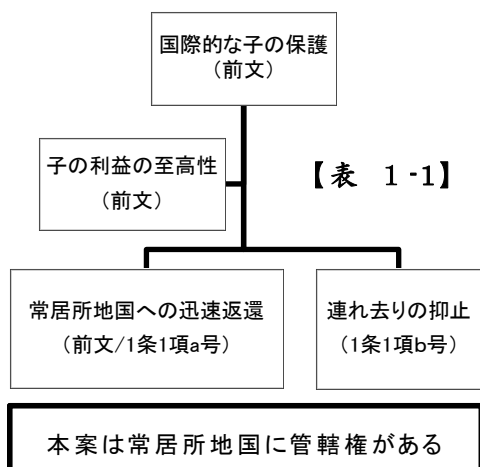 国際的な子の保護
(前文)
子の利益の至高性
(前文)
【表 1-1】
常居所地国への迅速返還
(前文/1条1項a号)
連れ去りの抑止
(1条1項b号)
本案は常居所地国に管轄権がある